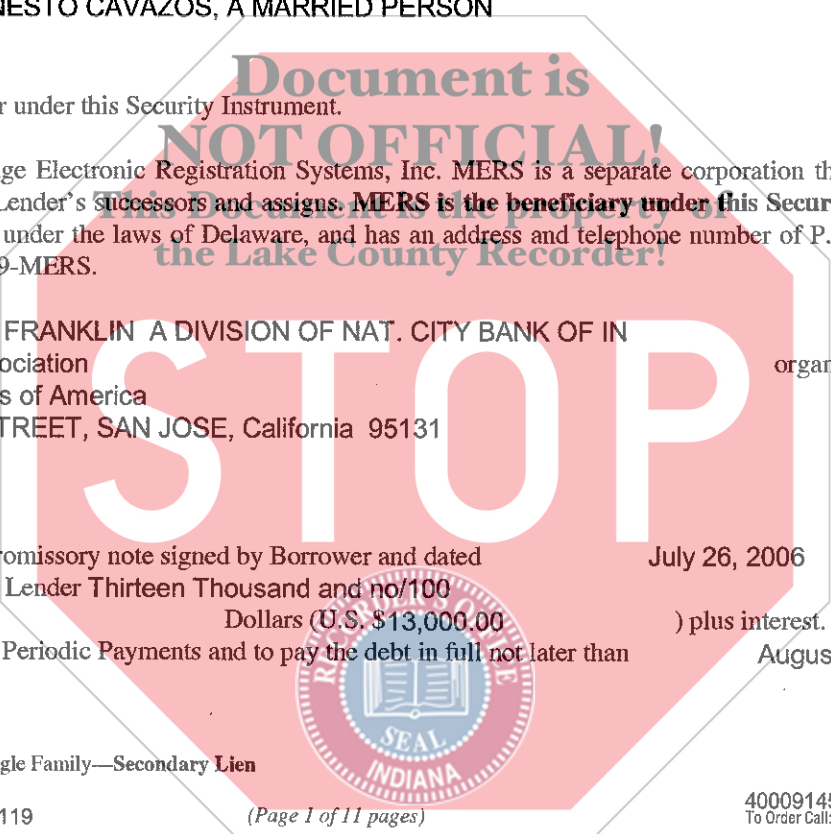 NESTO CAVAZOS, A MARRIED PERSON
Document is
r under this Security Instrument.
NOT OFFICIAL!
ge Electronic Registration Systems, Inc. MERS is a separate corporation th
Lender's successors and assigns. MERS is the beneficiary under this Secur
This Document is the property of
under the laws of Delaware, and has an address and telephone number of P.
the Lake County Recorder!
9-MERS.
FRANKLIN A DIVISION OF NAT. CITY BANK OF IN
ociation organ
s of America
TREET, SAN JOSE, California 95131
STOP
omissory note signed by Borrower and dated July 26, 2006
Lender Thirteen Thousand and no/100
Dollars (U.S. $13,000.00 ) plus interest.
Periodic Payments and to pay the debt in full not later than Augus
RECORDER'S OFFICE
SEAL
INDIANA
gle Family—Secondary Lien
119 (Page 1 of 11 pages) 40009145
To Order Call: